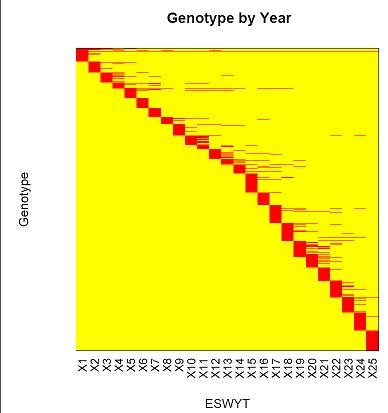 Genotype by Year
Genotype
X1 X2 X3 X4 X5 X6 X7 X8 X9 X10 X11 X12 X13 X14 X15 X16 X17 X18 X19 X20 X21 X22 X23 X24 X25
ESWYT